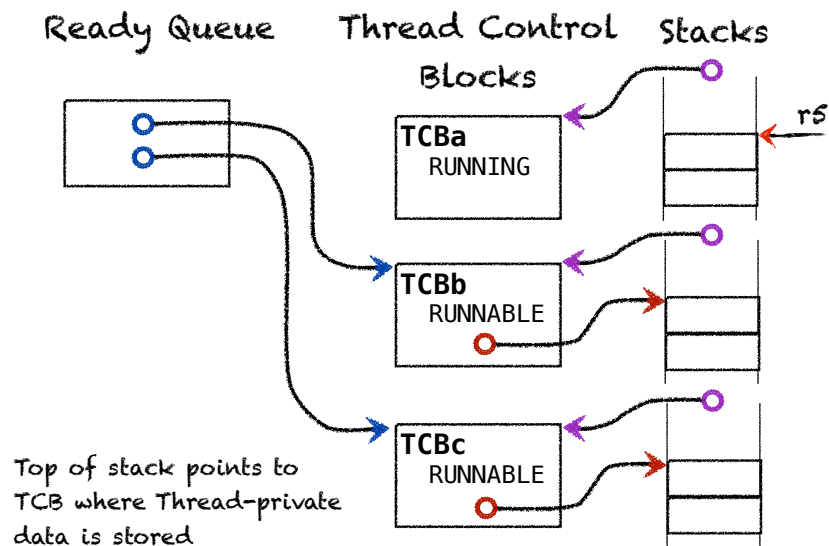 Ready Queue
Thread Control
Blocks
Stacks
r5
TCBa
RUNNING
TCBb
RUNNABLE
TCBc
RUNNABLE
Top of stack points to
TCB where Thread-private
data is stored